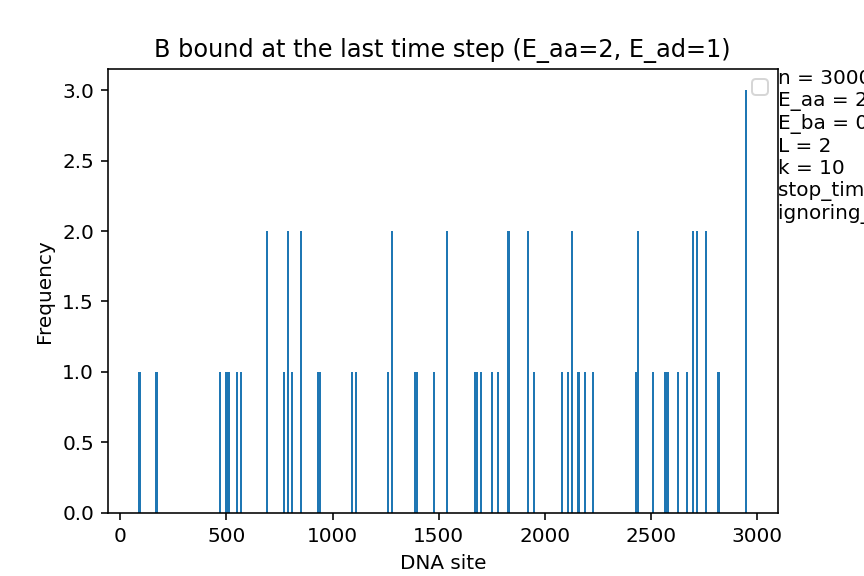 B bound at the last time step (E_aa=2, E_ad=1)
n = 3000
E_aa = 2
E_ba = 0
L = 2
k = 10
stop_tim
ignoring_
Frequency
3.0
2.5
2.0
1.5
1.0
0.5
0.0
0 500 1000 1500 2000 2500 3000
DNA site